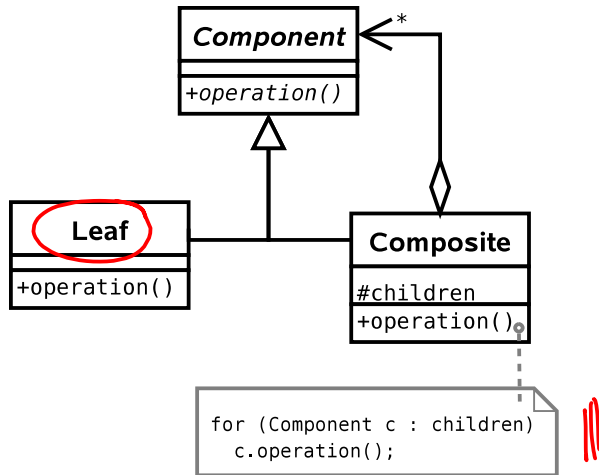 Component
*
+operation()
Leaf
+operation()
Composite
#children
+operation()
for (Component c : children)
c.operation();